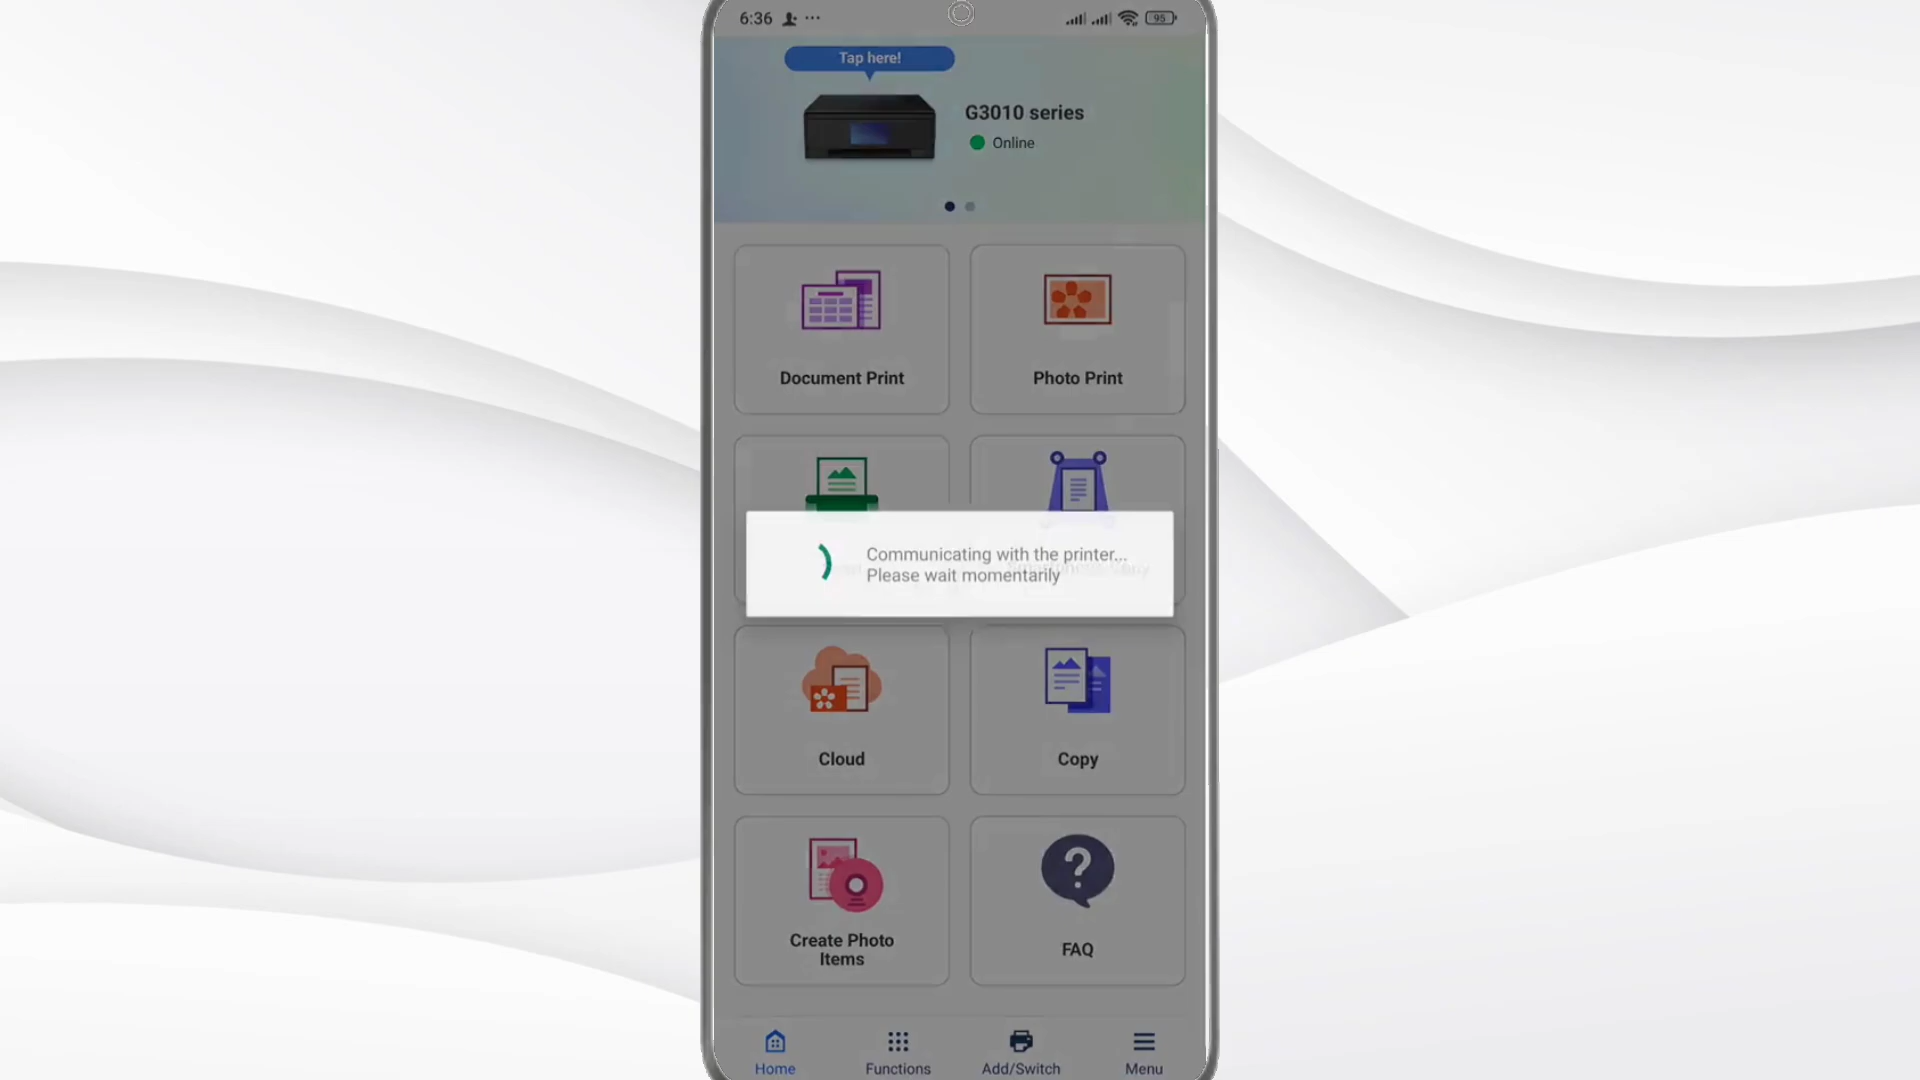 6:36
95
Tap here!
G3010 series
Online
Document Print
Photo Print
Communicating with the printer...
Please wait momentarily
Cloud
Copy
Create Photo
Items
FAQ
Home
Functions
Add/Switch
Menu